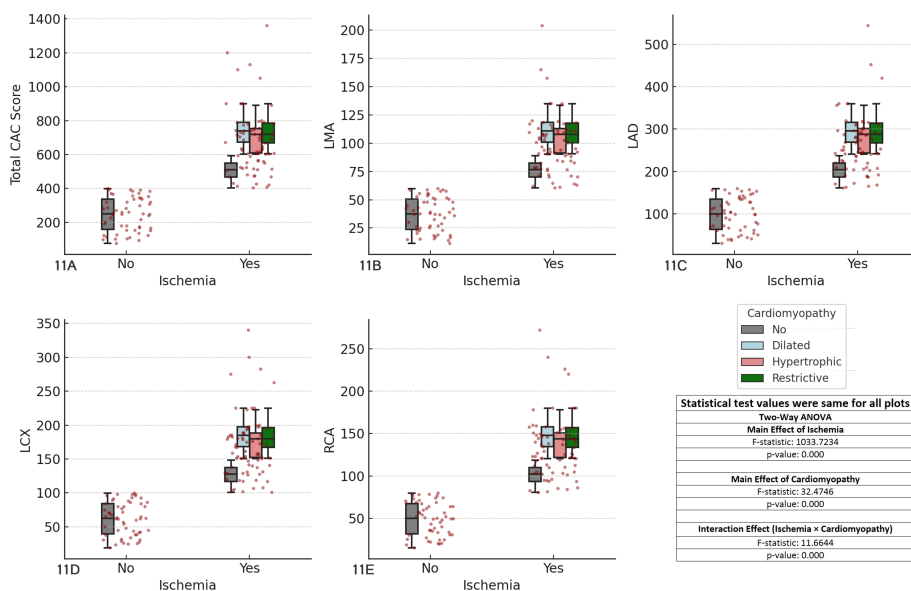 1400
1200
1000
800
600
400
200
Total CAC Score
No
Yes
11A
Ischemia
200
175
150
125
100
75
50
25
LMA
No
Yes
11B
Ischemia
500
400
300
200
100
LAD
No
Yes
11C
Ischemia
350
300
250
200
150
100
50
LCX
No
Yes
11D
Ischemia
250
200
150
100
50
RCA
No
Yes
11E
Ischemia
Cardiomyopathy
No
Dilated
Hypertrophic
Restrictive
Statistical test values were same for all plots
Two-Way ANOVA
Main Effect of Ischemia
F-statistic: 1033.7234
p-value: 0.000
Main Effect of Cardiomyopathy
F-statistic: 32.4746
p-value: 0.000
Interaction Effect (Ischemia × Cardiomyopathy)
F-statistic: 11.6644
p-value: 0.000